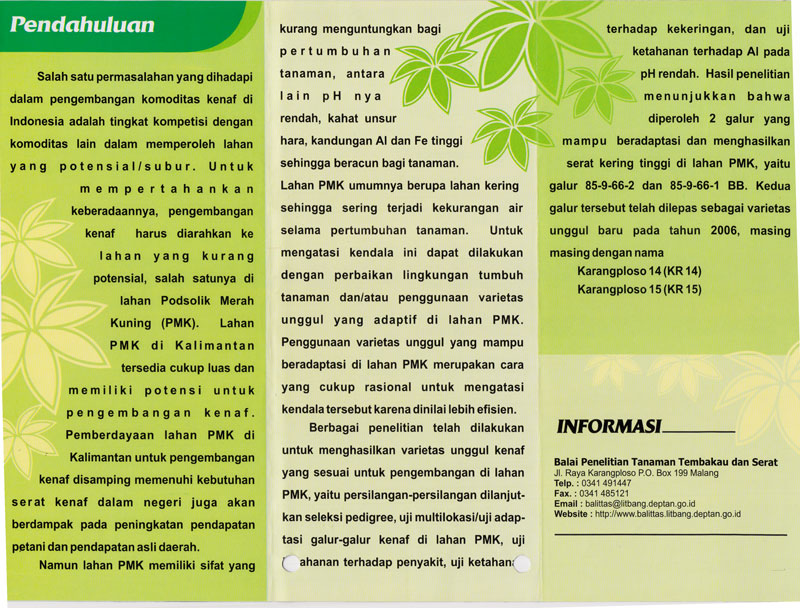 Pendahuluan
Salah satu permasalahan yang dihadapi
dalam pengembangan komoditas kenaf di
Indonesia adalah tingkat kompetisi dengan
komoditas lain dalam memperoleh lahan
yang potensial/subur. Untuk
mempertahankan
keberadaannya, pengembangan
kenaf harus diarahkan ke
lahan yang kurang
potensial, salah satunya di
lahan Podsolik Merah
Kuning (PMK). Lahan
PMK di Kalimantan
tersedia cukup luas dan
memiliki potensi untuk
pengembangan kenaf.
Pemberdayaan lahan PMK di
Kalimantan untuk pengembangan
kenaf disamping memenuhi kebutuhan
serat kenaf dalam negeri juga akan
berdampak pada peningkatan pendapatan
petani dan pendapatan asli daerah.
Namun lahan PMK memiliki sifat yang
kurang menguntungkan bagi
pertumbuhan
tanaman, antara
lain pH nya
rendah, kahat unsur
hara, kandungan Al dan Fe tinggi
sehingga beracun bagi tanaman.
Lahan PMK umumnya berupa lahan kering
sehingga sering terjadi kekurangan air
selama pertumbuhan tanaman. Untuk
mengatasi kendala ini dapat dilakukan
dengan perbaikan lingkungan tumbuh
tanaman dan/atau penggunaan varietas
unggul yang adaptif di lahan PMK.
Penggunaan varietas unggul yang mampu
beradaptasi di lahan PMK merupakan cara
yang cukup rasional untuk mengatasi
kendala tersebut karena dinilai lebih efisien.
Berbagai penelitian telah dilakukan
untuk menghasilkan varietas unggul kenaf
yang sesuai untuk pengembangan di lahan
PMK, yaitu persilangan-persilangan dilanjut-
kan seleksi pedigree, uji multilokasi/uji adap-
tasi galur-galur kenaf di lahan PMK, uji
ahanan terhadap penyakit, uji ketahan
terhadap kekeringan, dan uji
ketahanan terhadap Al pada
pH rendah. Hasil penelitian
menunjukkan bahwa
diperoleh 2 galur yang
mampu beradaptasi dan menghasilkan
serat kering tinggi di lahan PMK, yaitu
galur 85-9-66-2 dan 85-9-66-1 BB. Kedua
galur tersebut telah dilepas sebagai varietas
unggul baru pada tahun 2006, masing
masing dengan nama
Karangploso 14 (KR 14)
Karangploso 15 (KR 15)
INFORMASI
Balai Penelitian Tanaman Tembakau dan Serat
Jl. Raya Karangploso P.O. Box 199 Malang
Telp. : 0341 491447
Fax. : 0341 485121
Email : balittas@litbang.deptan.go.id
Website : http://www.balittas.litbang.deptan.go.id